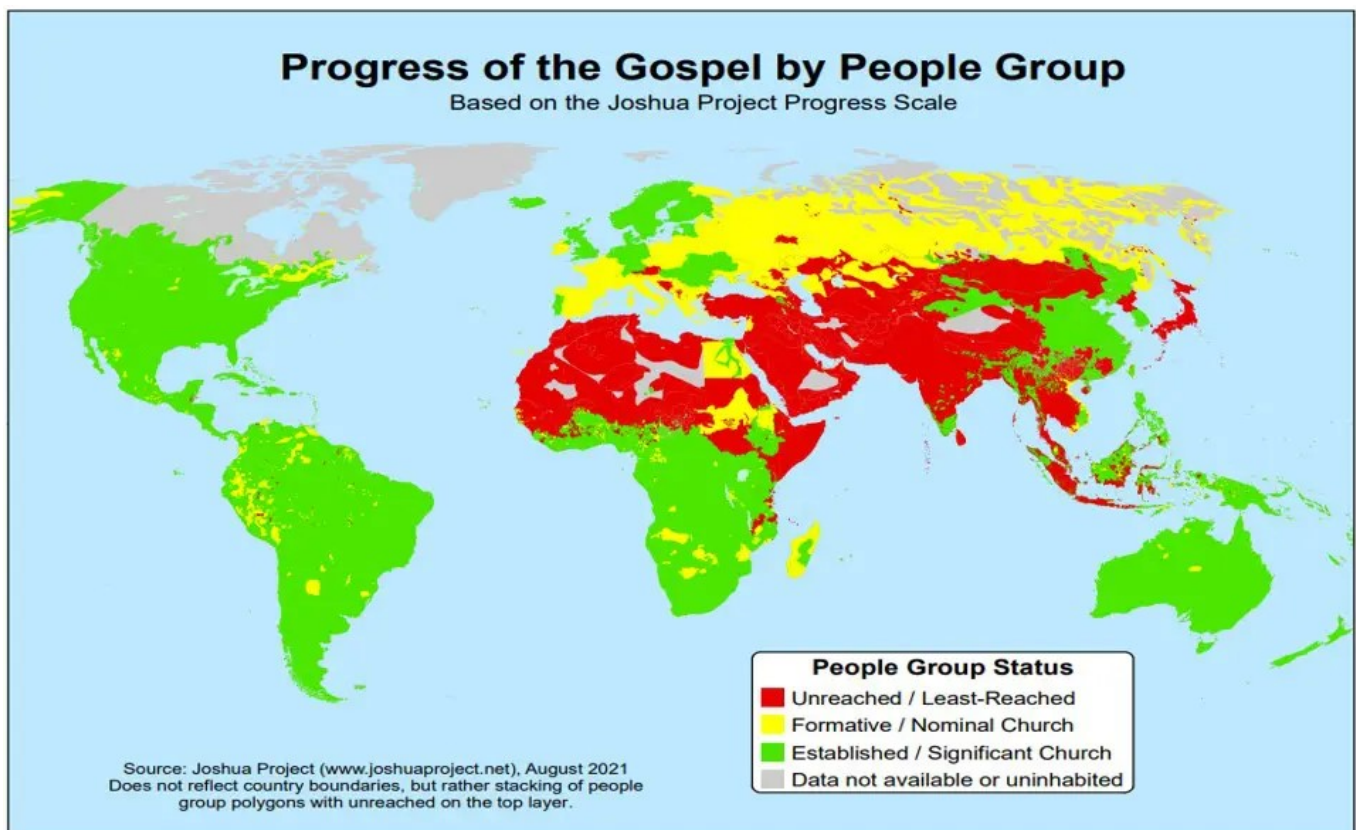 Progress of the Gospel by People Group
Based on the Joshua Project Progress Scale
People Group Status
Unreached / Least-Reached
Formative / Nominal Church
Established / Significant Church
Data not available or uninhabited
Source: Joshua Project (www.joshuaproject.net), August 2021
Does not reflect country boundaries, but rather stacking of people
group polygons with unreached on the top layer.